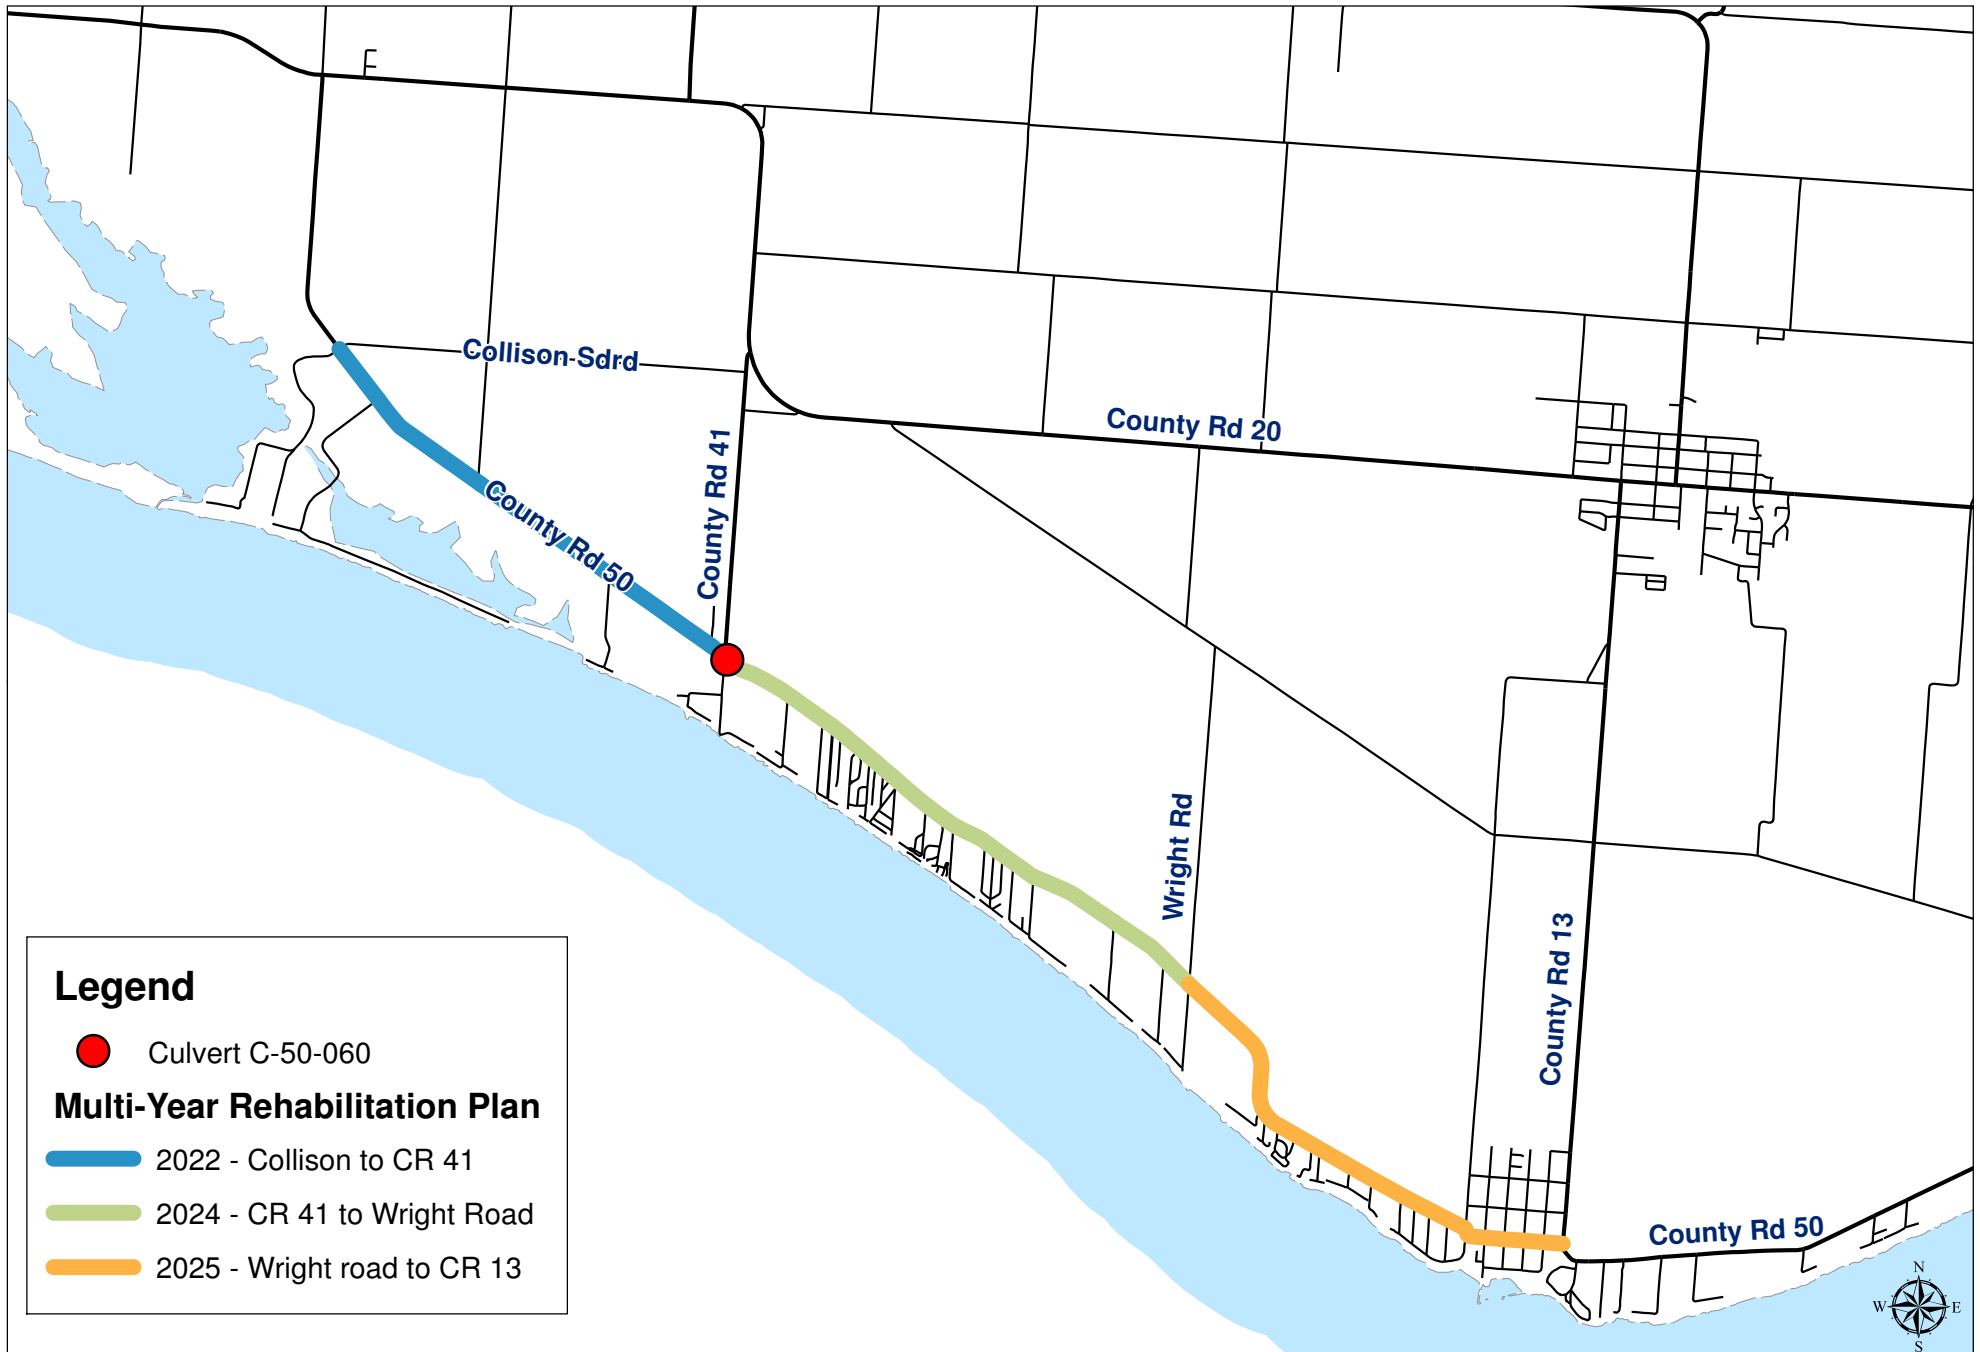 Collison Sdrd
County Rd 20
County Rd 41
County Rd 50
Wright Rd
County Rd 13
County Rd 50
Legend
Culvert C-50-060
Multi-Year Rehabilitation Plan
2022 - Collison to CR 41
2024 - CR 41 to Wright Road
2025 - Wright road to CR 13
N
W E
S